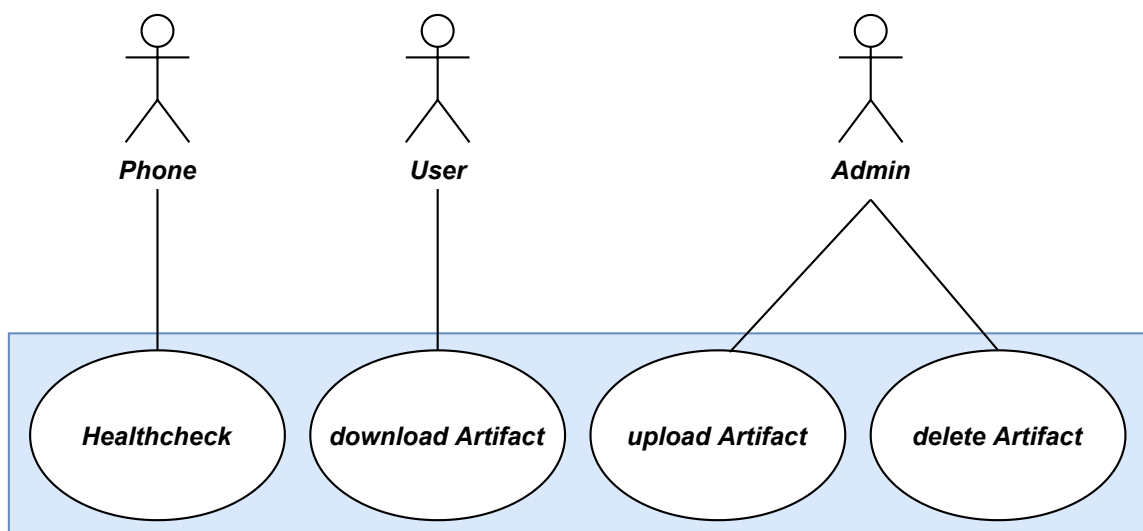 Phone
User
Admin
Healthcheck
download Artifact
upload Artifact
delete Artifact